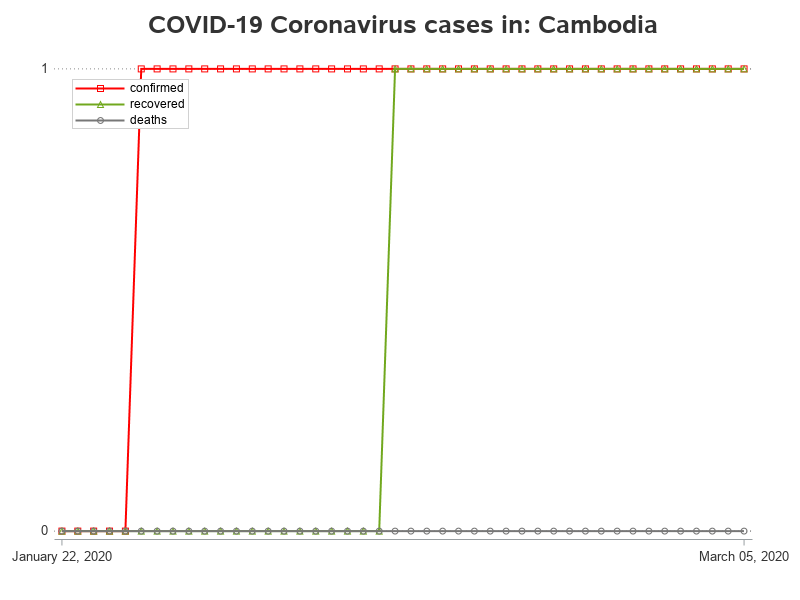 COVID-19 Coronavirus cases in: Cambodia
1
confirmed
recovered
deaths
0
January 22, 2020
March 05, 2020